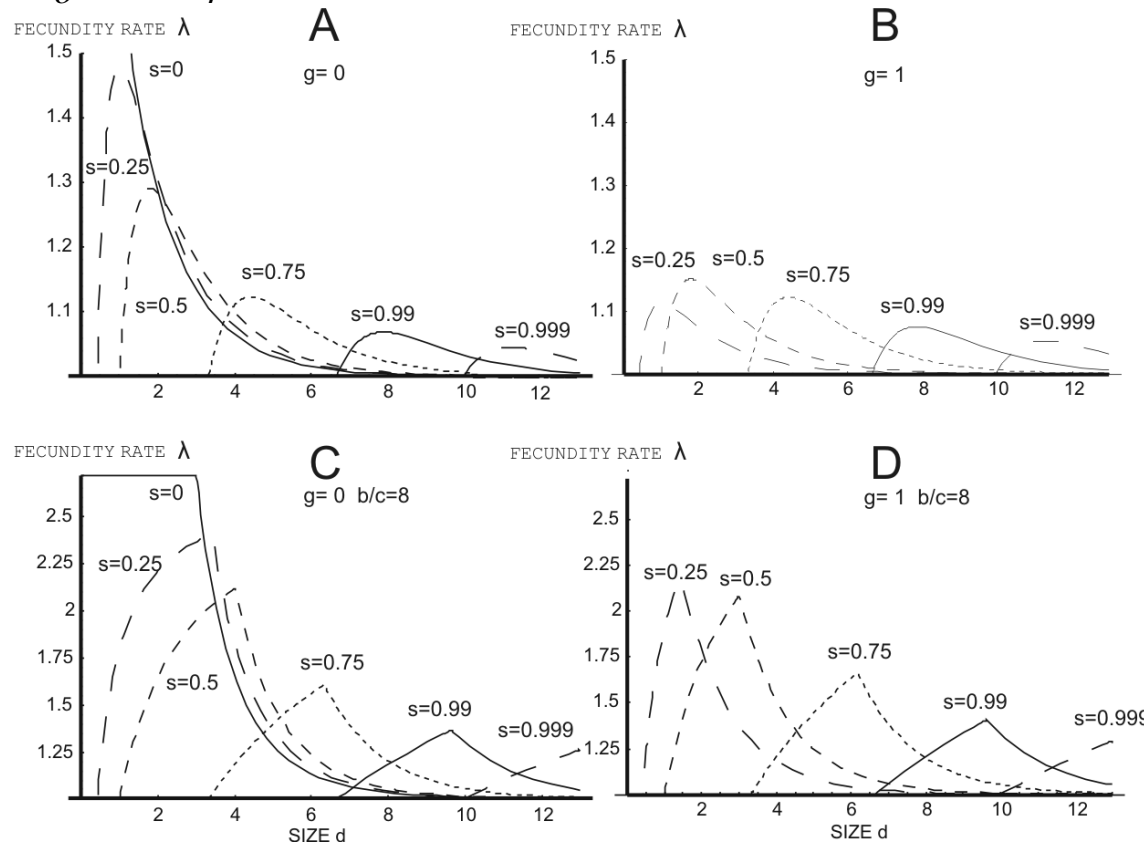 FECUNDITY RATE λ
A
g= 0
1.5
1.4
1.3
1.2
1.1
s=0
s=0.25
s=0.5
s=0.75
s=0.99
s=0.999
2 4 6 8 10 12
FECUNDITY RATE λ
B
g= 1
1.5
1.4
1.3
1.2
1.1
s=0.25
s=0.5
s=0.75
s=0.99
s=0.999
2 4 6 8 10 12
FECUNDITY RATE λ
C
g= 0 b/c=8
2.5
2.25
2
1.75
1.5
1.25
s=0
s=0.25
s=0.5
s=0.75
s=0.99
s=0.999
2 4 6 8 10 12
SIZE d
FECUNDITY RATE λ
D
g= 1 b/c=8
2.5
2.25
2
1.75
1.5
1.25
s=0.25
s=0.5
s=0.75
s=0.99
s=0.999
2 4 6 8 10 12
SIZE d